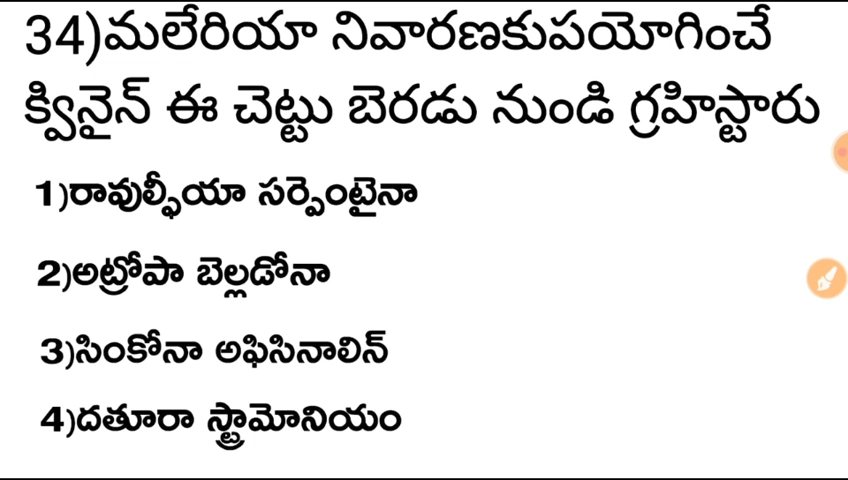 34)మలేరియా నివారణకుపయోగించే
క్వినైన్ ఈ చెట్టు బెరడు నుండి గ్రహిస్టారు
1)రావుల్ఫీయా సర్పెంటైనా
2)అట్రోపా బెల్లడోనా
3)సింకోనా అఫిసినాలిన్
4)దతూరా స్ట్రామోనియం